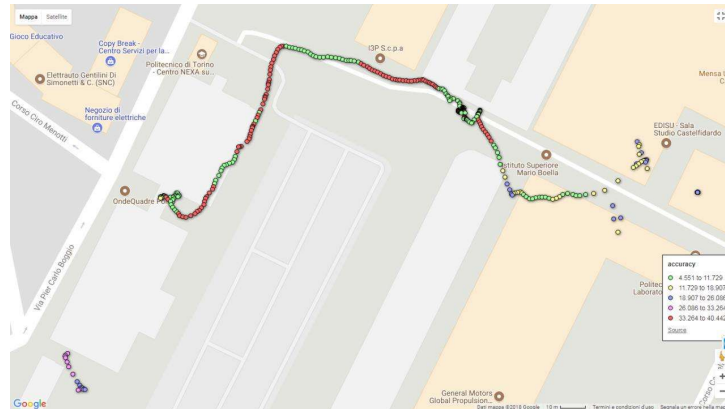 Mappa Satellite
Gioco Educativo
Copy Break -
Centro Servizi per la...
I3P S.c.p.a
Politecnico di Torino
- Centro NEXA su...
Elettrauto Gentilini Di
Simonetti & C. (SNC)
Mensa
Negozio di
forniture elettriche
Corso Ciro Menotti
EDISU - Sala
Studio Castelfidardo
Istituto Superiore
Mario Boella
OndeQuadre
Via Pier Carlo Boggio
accuracy
4.551 to 11.729
11.729 to 18.907
18.907 to 26.086
26.086 to 33.264
33.264 to 40.442
Source
Politec
Laborato
General Motors
Global Propulsion...
Corso C
Google
Dati mappa ©2018 Google 10 m Termini e condizioni d'uso Segnala un errore nella map